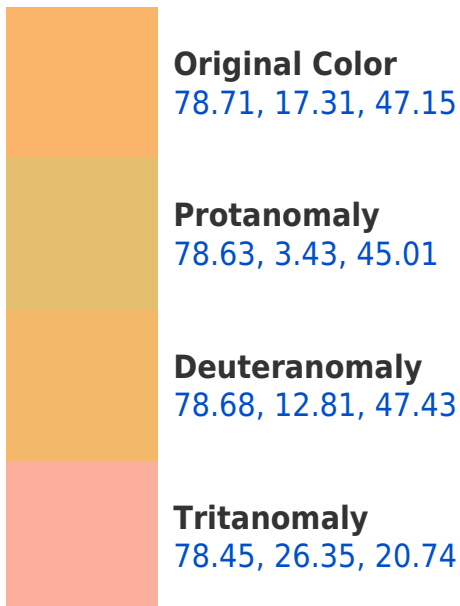 Original Color
78.71, 17.31, 47.15
Protanomaly
78.63, 3.43, 45.01
Deuteranomaly
78.68, 12.81, 47.43
Tritanomaly
78.45, 26.35, 20.74